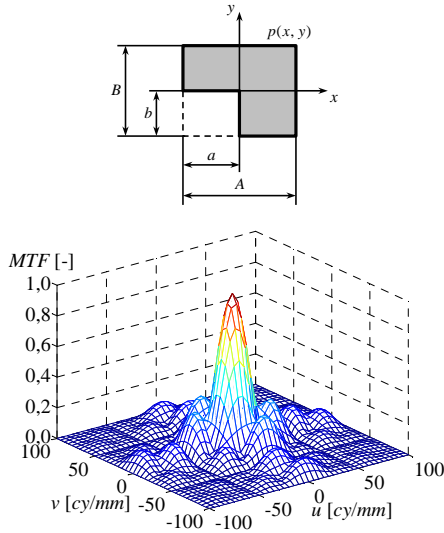 y
p(x, y)
B
b
x
a
A
MTF [-]
1,0
0,8
0,6
0,4
0,2
0,0
100
50
0
-50
-100
v [cy/mm]
-100
-50
0
50
100
u [cy/mm]